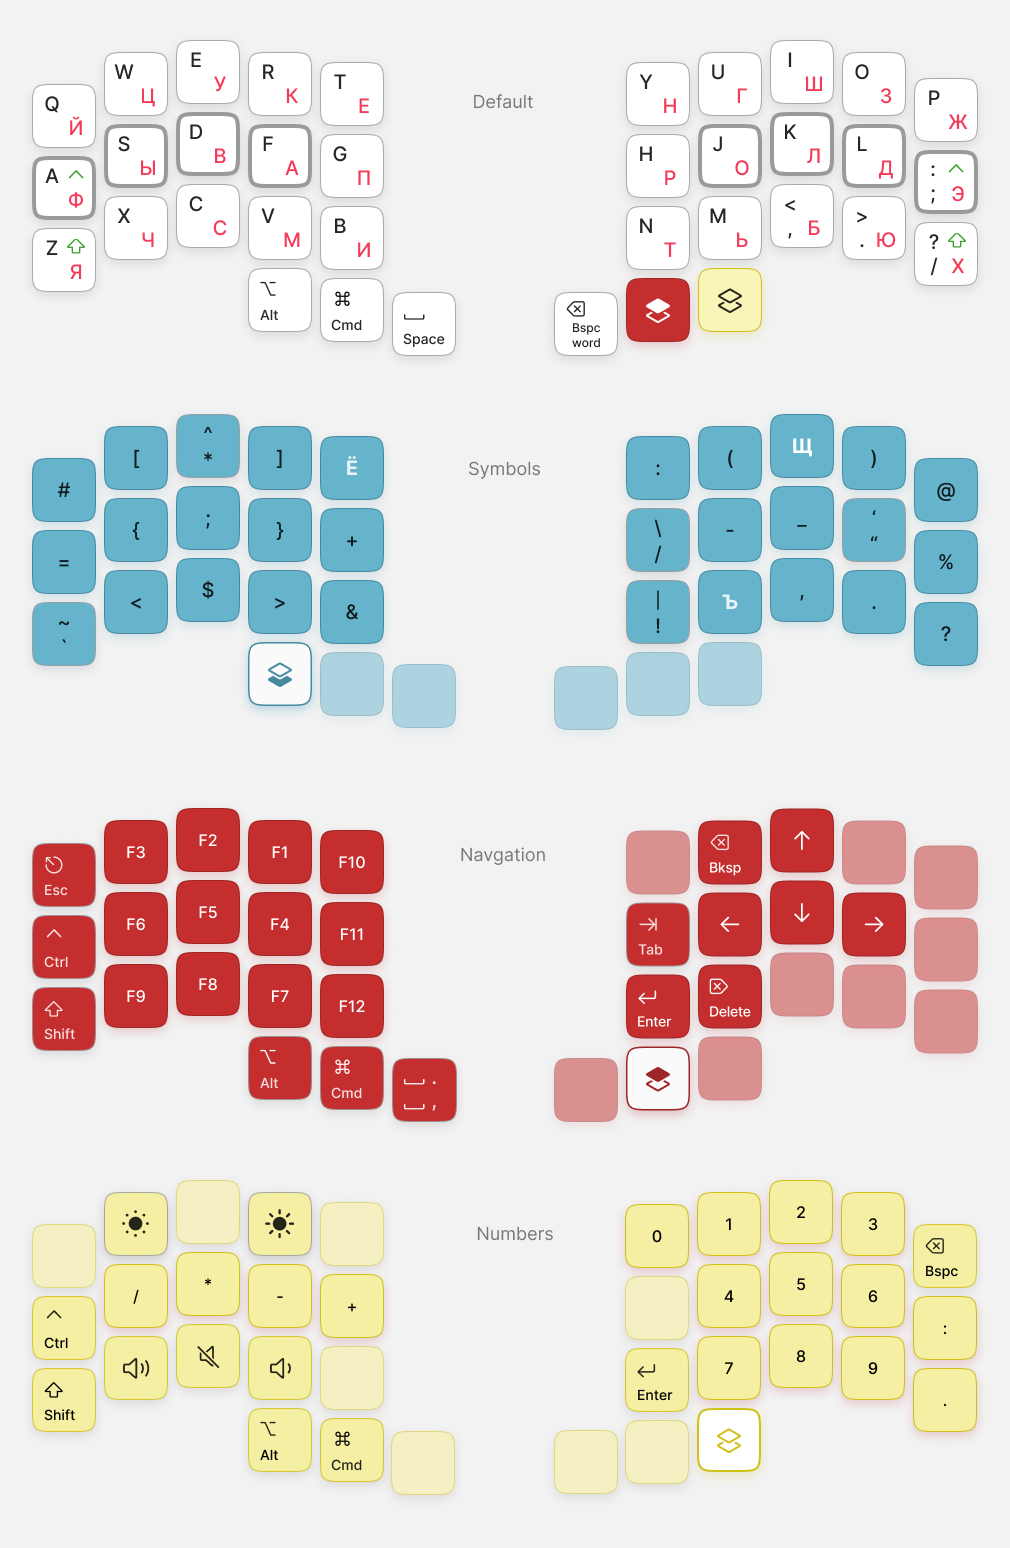 Default
Q Й
W Ц
E У
R К
T Е
Y Н
U Г
I Ш
O З
P Ж
A ^ Ф
S Ы
D В
F А
G П
H Р
J О
K Л
L Д
: ^
; Э
Z Я
X Ч
C С
V М
B И
N Т
M Ь
<
, Б
>
. Ю
?
/ Х
⌥
Alt
⌘
Cmd
Space
Bspc
word
Symbols
#
[
^
*
]
Ё
:
(
Щ
)
@
=
{
;
}
+
\
/
-
_
‘
“
%
~
`
<
$
>
&
|
!
Ъ
,
.
?
Navgation
Esc
F3
F2
F1
F10
Bksp
↑
^
Ctrl
F6
F5
F4
F11
Tab
←
↓
→
Shift
F9
F8
F7
F12
Enter
Delete
⌥
Alt
⌘
Cmd
.
,
Numbers
0
1
2
3
Bspc
^
Ctrl
/
*
-
+
4
5
6
:
Shift
Enter
7
8
9
.
⌥
Alt
⌘
Cmd